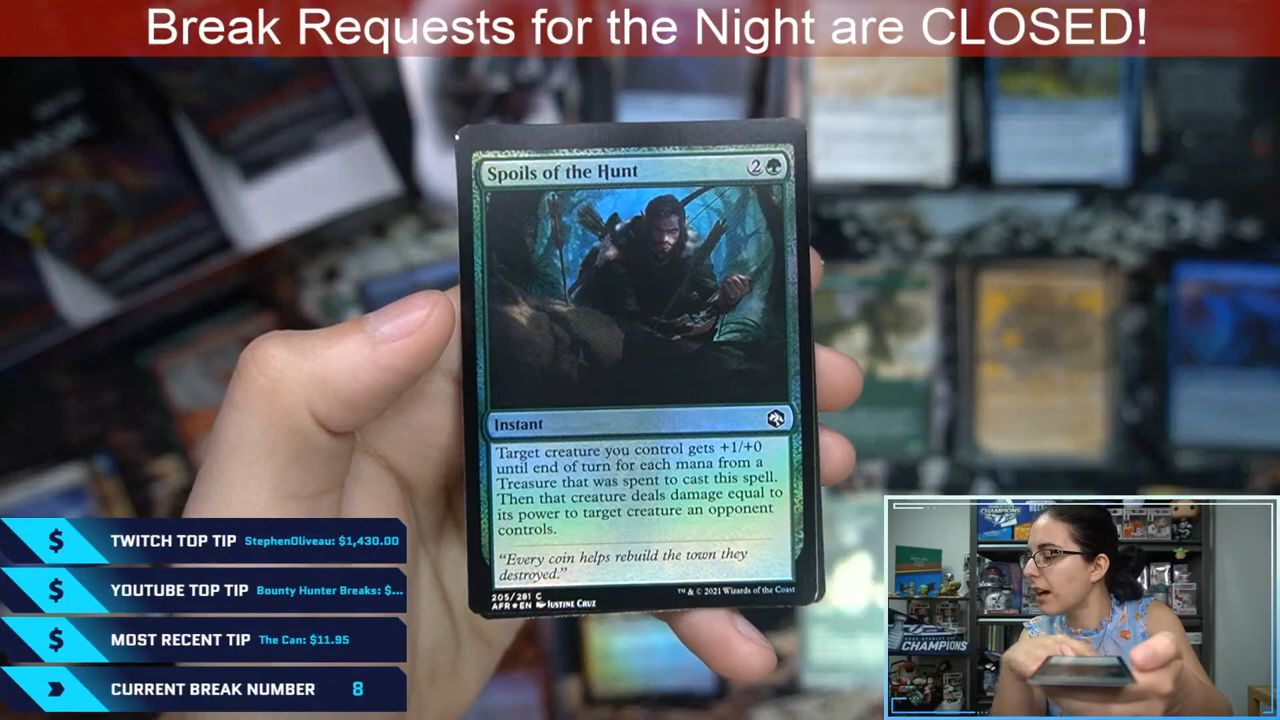 Break Requests for the Night are CLOSED!
Spoils of the Hunt 2
Instant
Target creature you control gets +1/+0
until end of turn for each mana from a
Treasure that was spent to cast this spell.
Then that creature deals damage equal to
its power to target creature an opponent
controls.
“Every coin helps rebuild the town they
destroyed.”
205/281 C
AFR★EN Justine Cruz
™ & © 2021 Wizards of the Coast
$ TWITCH TOP TIP StephenOliveau: $1,430.00
$ YOUTUBE TOP TIP Bounty Hunter Breaks: $...
$ MOST RECENT TIP The Can: $11.95
CURRENT BREAK NUMBER 8
CHAMPIONS
CHAMPIONS